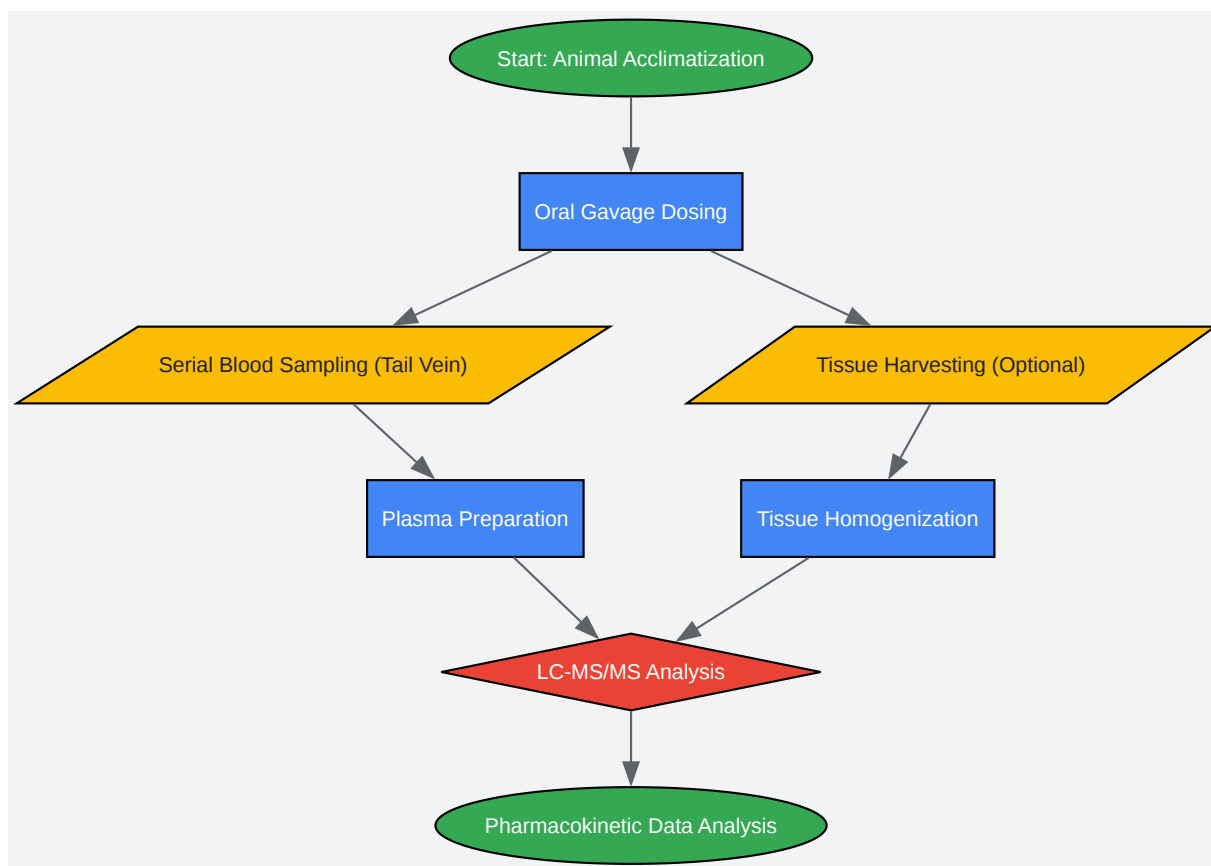 Start: Animal Acclimatization
Oral Gavage Dosing
Serial Blood Sampling (Tail Vein)
Tissue Harvesting (Optional)
Plasma Preparation
Tissue Homogenization
LC-MS/MS Analysis
Pharmacokinetic Data Analysis